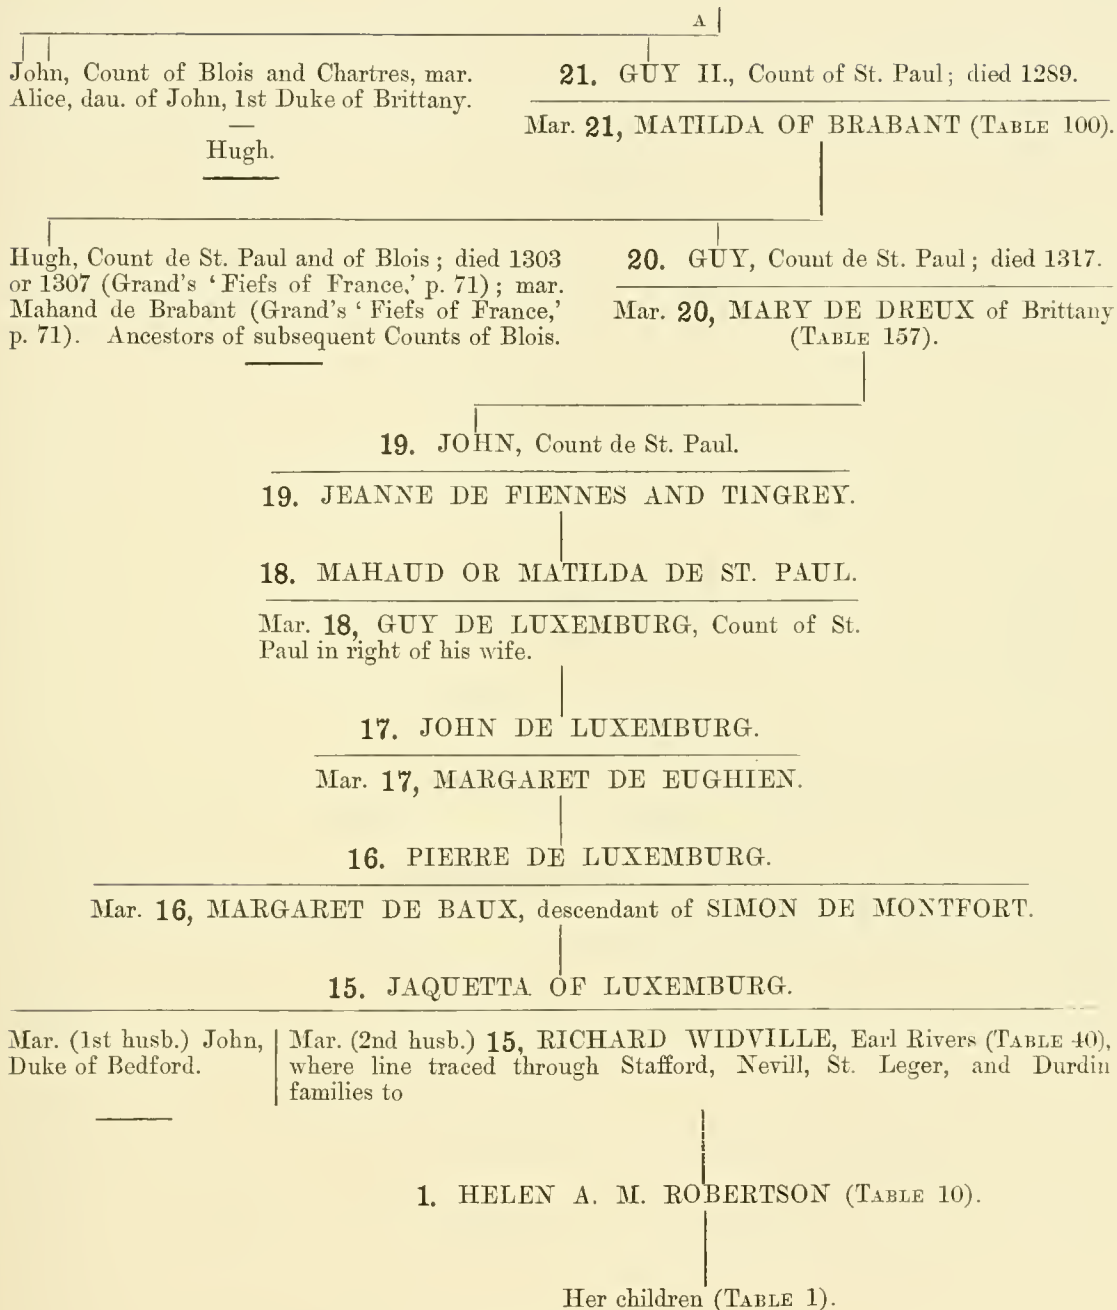 A
John, Count of Blois and Chartres, mar.
Alice, dau. of John, 1st Duke of Brittany.
Hugh.
21. GUY II., Count of St. Paul; died 1289.
Mar. 21, MATILDA OF BRABANT (TABLE 100).
Hugh, Count de St. Paul and of Blois; died 1303
or 1307 (Grand's ‘Fiefs of France,’ p. 71); mar.
Mahand de Brabant (Grand's ‘Fiefs of France,’
p. 71). Ancestors of subsequent Counts of Blois.
20. GUY, Count de St. Paul; died 1317.
Mar. 20, MARY DE DREUX of Brittany
(TABLE 157).
19. JOHN, Count de St. Paul.
19. JEANNE DE FIENNES AND TINGREY.
18. MAHAUD OR MATILDA DE ST. PAUL.
Mar. 18, GUY DE LUXEMBURG, Count of St.
Paul in right of his wife.
17. JOHN DE LUXEMBURG.
Mar. 17, MARGARET DE EUGHIEN.
16. PIERRE DE LUXEMBURG.
Mar. 16, MARGARET DE BAUX, descendant of SIMON DE MONTFORT.
15. JAQUETTA OF LUXEMBURG.
Mar. (1st husb.) John,
Duke of Bedford.
Mar. (2nd husb.) 15, RICHARD WIDVILLE, Earl Rivers (TABLE 40),
where line traced through Stafford, Nevill, St. Leger, and Durdin
families to
1. HELEN A. M. ROBERTSON (TABLE 10).
Her children (TABLE 1).